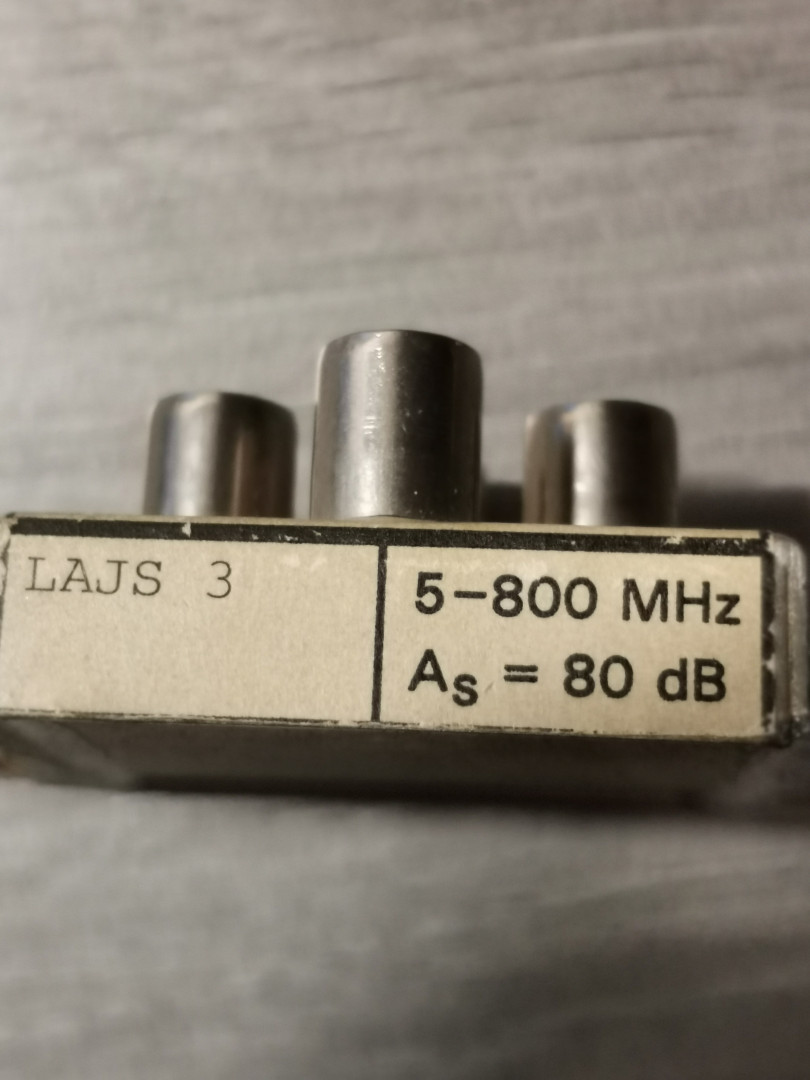 LAJS 3
5-800 MHz
As = 80 dB